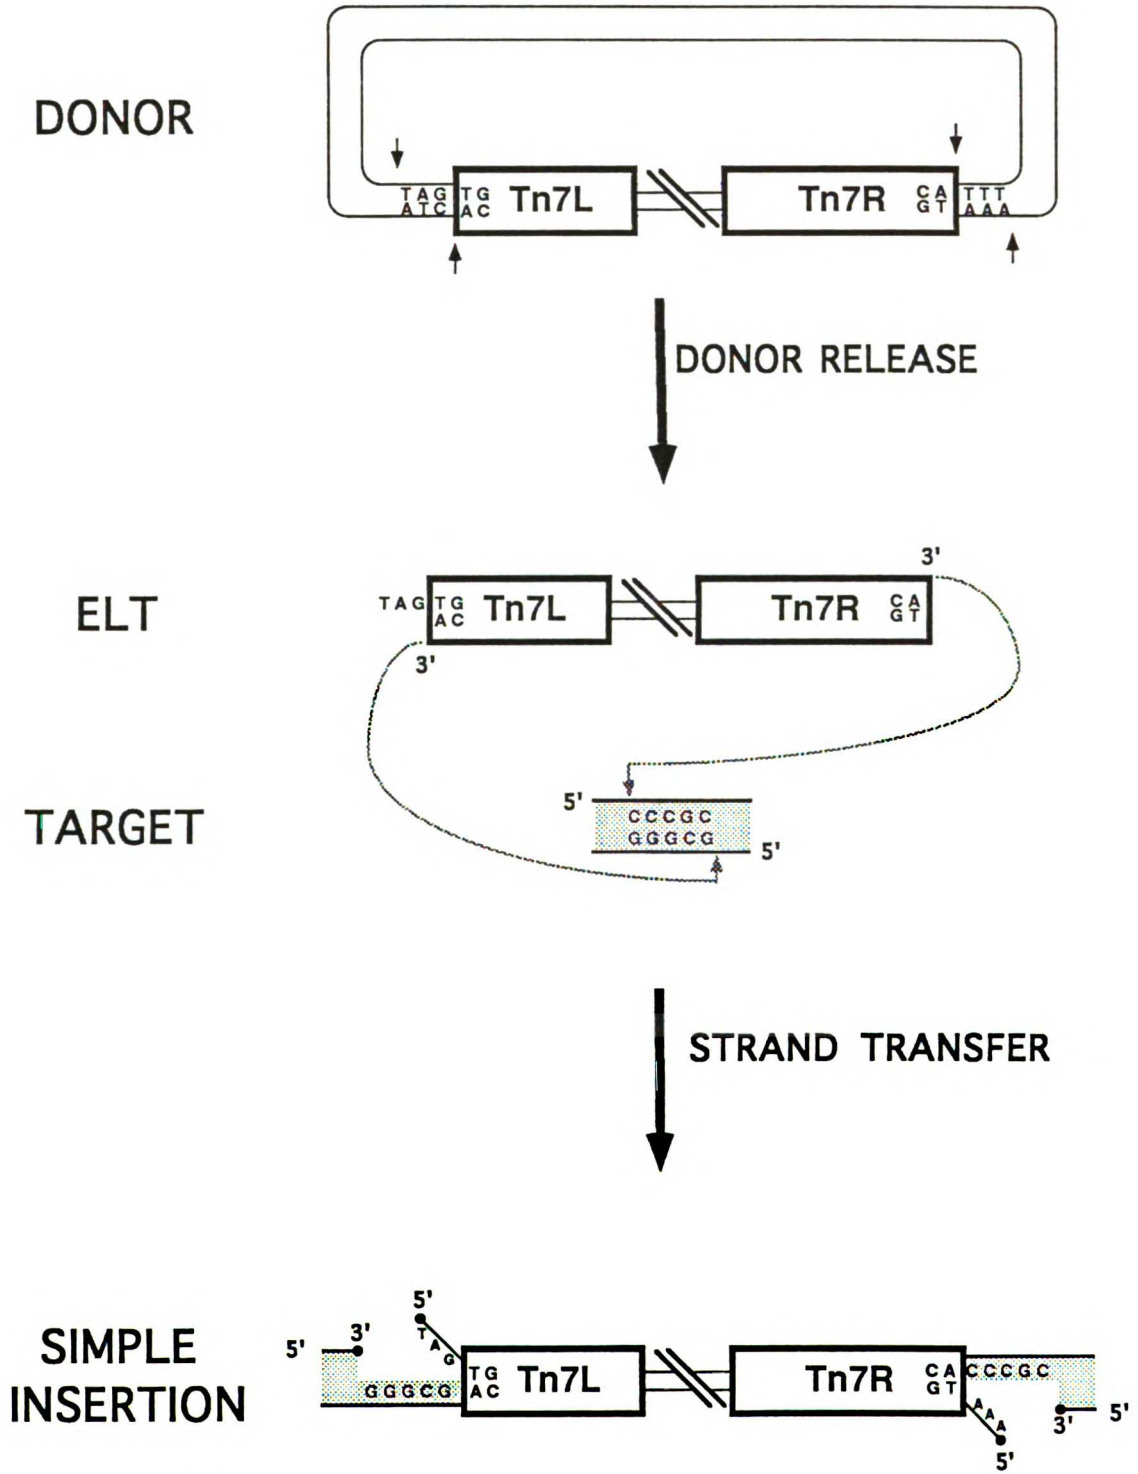 DONOR
TAG TG Tn7L Tn7R CA TTT
ATC AC GT AAA
DONOR RELEASE
3'
ELT
TAG TG Tn7L Tn7R CA
AC GT
3'
TARGET
5' CCCGC
GGGCG 5'
STRAND TRANSFER
5'
SIMPLE INSERTION
5' 3' TAG TG Tn7L Tn7R CA CCCGC
GGGCG AC GT AAA 3' 5'
5'